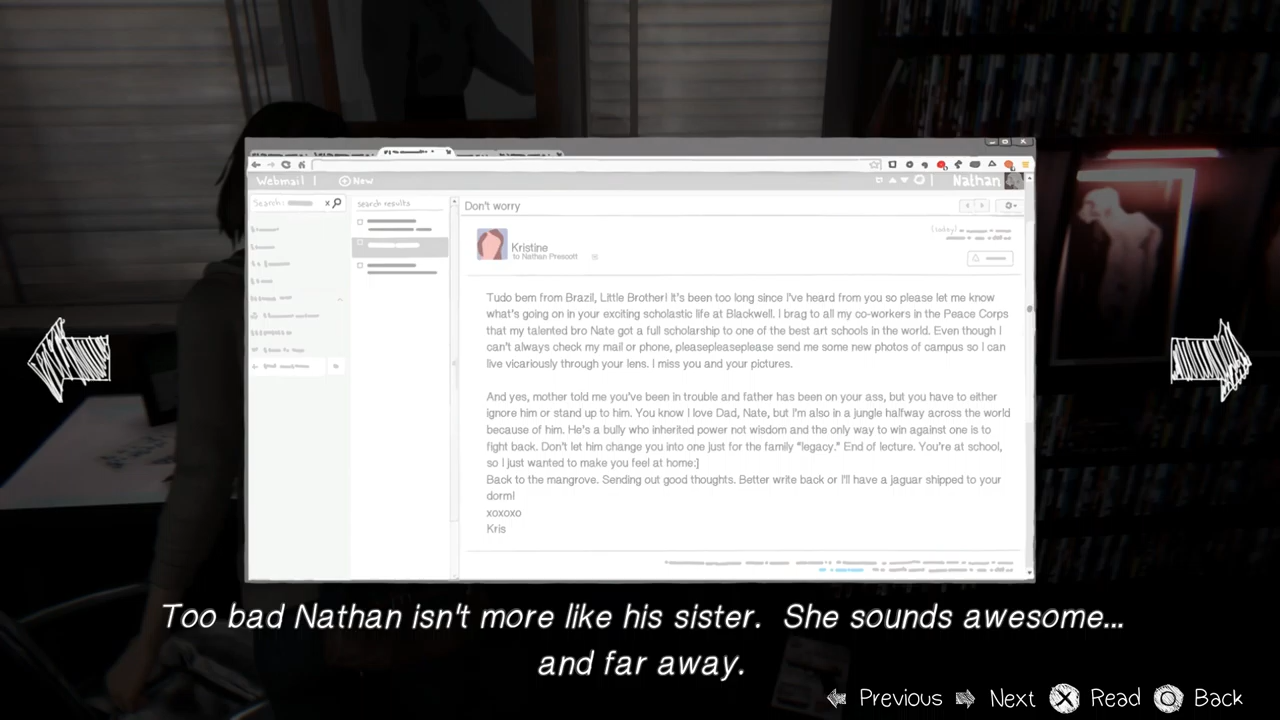 Webmail |
New
Nathan
Search:
search results
Don't worry
(today)
Kristine
to Nathan Prescott
Tudo bem from Brazil, Little Brother! It's been too long since I've heard from you so please let me know
what's going on in your exciting scholastic life at Blackwell. I brag to all my co-workers in the Peace Corps
that my talented bro Nate got a full scholarship to one of the best art schools in the world. Even though I
can't always check my mail or phone, pleasepleaseplease send me some new photos of campus so I can
live vicariously through your lens. I miss you and your pictures.
And yes, mother told me you've been in trouble and father has been on your ass, but you have to either
ignore him or stand up to him. You know I love Dad, Nate, but I'm also in a jungle halfway across the world
because of him. He's a bully who inherited power not wisdom and the only way to win against one is to
fight back. Don't let him change you into one just for the family "legacy." End of lecture. You're at school,
so I just wanted to make you feel at home:]
Back to the mangrove. Sending out good thoughts. Better write back or I'll have a jaguar shipped to your
dorm!
xoxoxo
Kris
Too bad Nathan isn't more like his sister. She sounds awesome...
and far away.
Previous Next Read Back